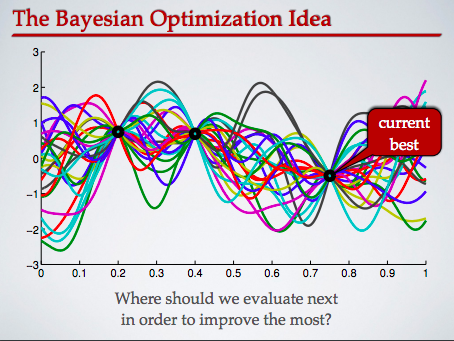 The Bayesian Optimization Idea
3
2
1
0
−1
−2
−3
0 0.1 0.2 0.3 0.4 0.5 0.6 0.7 0.8 0.9 1
current
best
Where should we evaluate next
in order to improve the most?